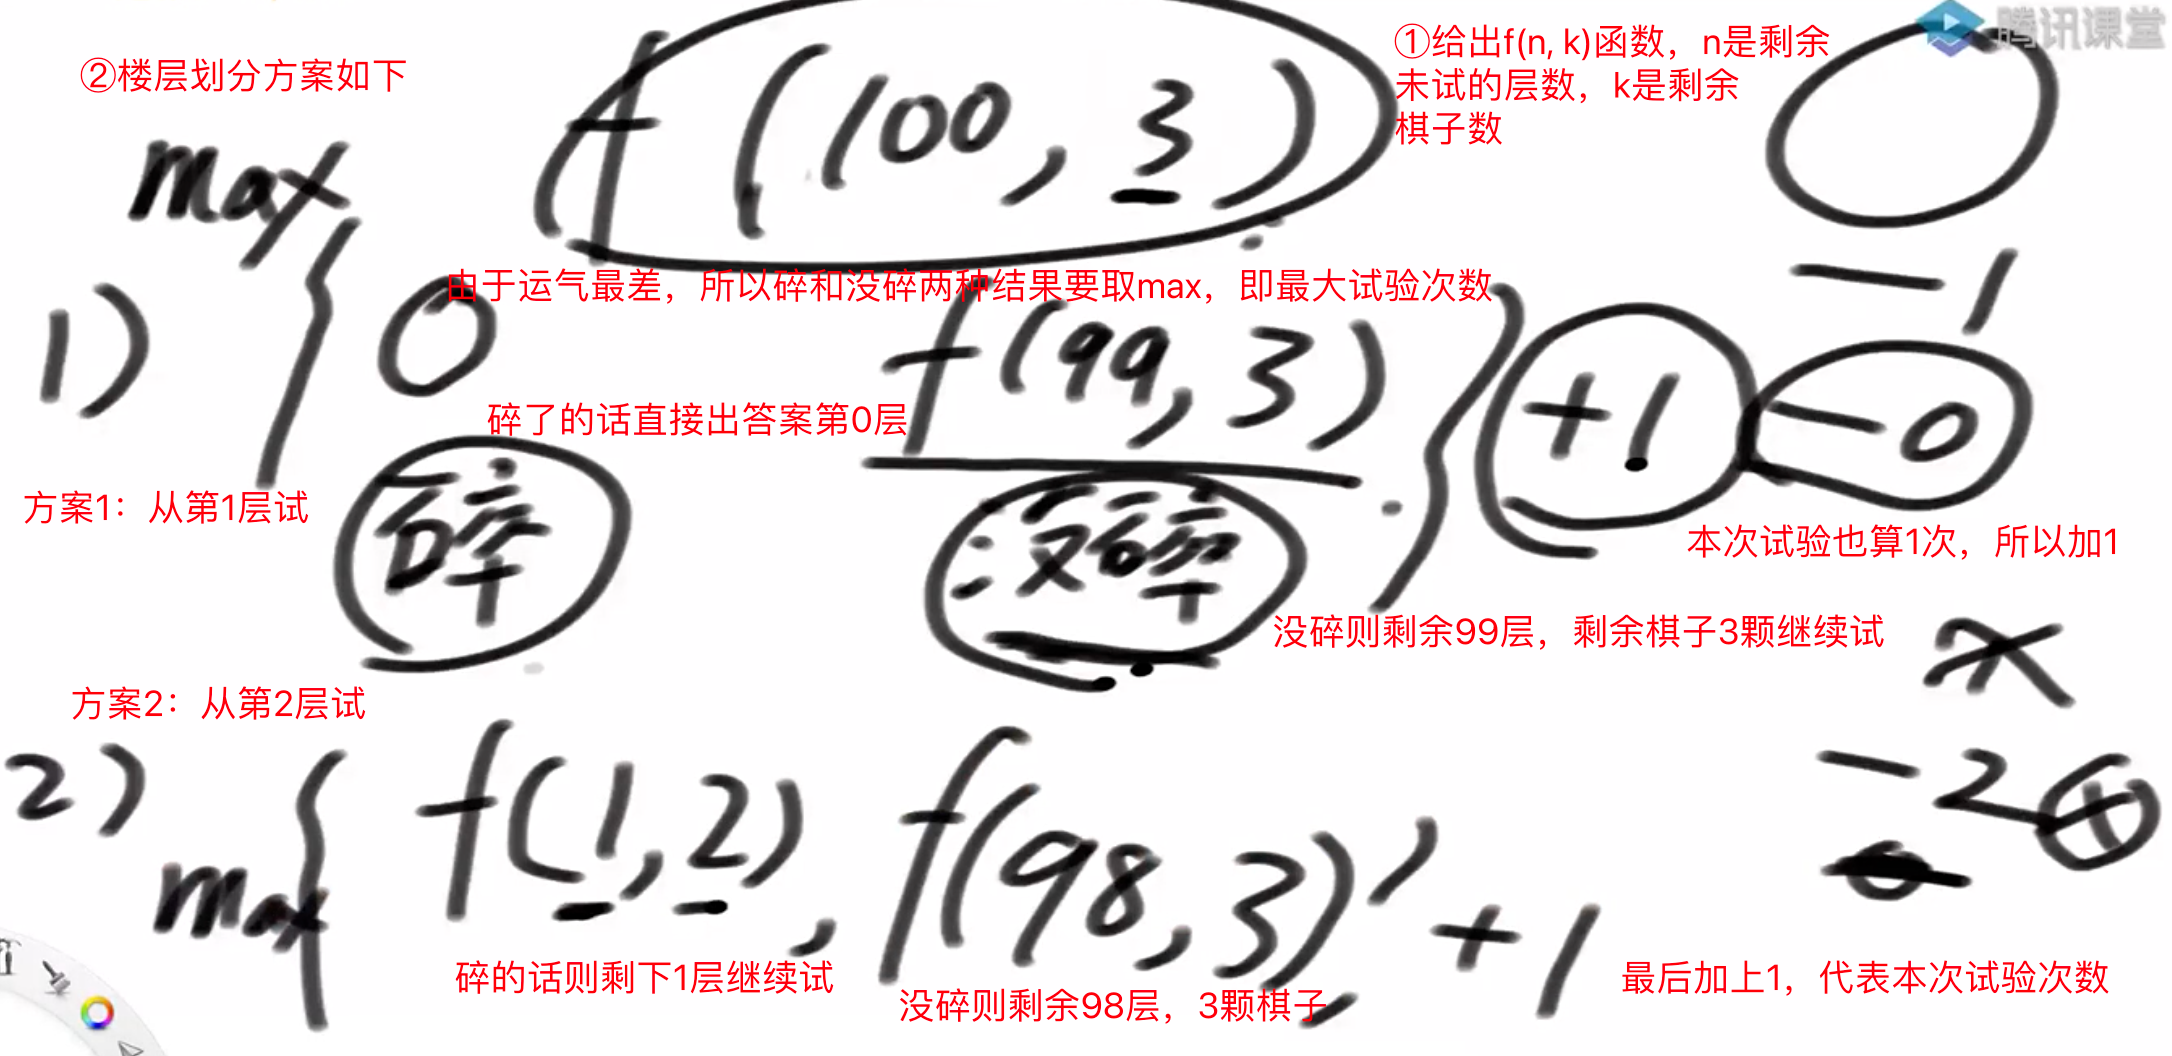 腾讯课堂
①给出f(n, k)函数，n是剩余
未试的层数，k是剩余
棋子数
②楼层划分方案如下
f(100,3)
max
由于运气最差，所以碎和没碎两种结果要取max，即最大试验次数
1) { 0 f(99,3) } +1
— 1
— 0
碎了的话直接出答案第0层
方案1：从第1层试
碎 没碎
本次试验也算1次，所以加1
没碎则剩余99层，剩余棋子3颗继续试
方案2：从第2层试
2) max { f(1,2), f(98,3) } +1
— 2
碎的话则剩下1层继续试
没碎则剩余98层，3颗棋子
最后加上1，代表本次试验次数